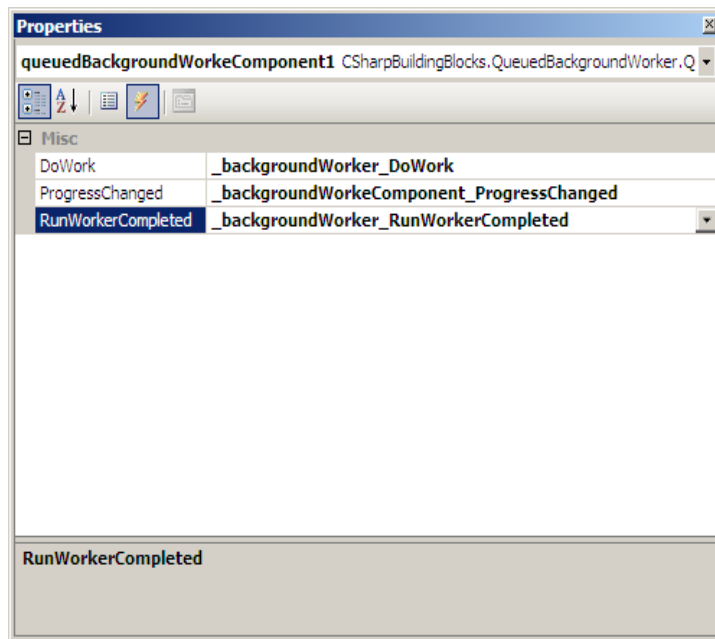 Properties
queuedBackgroundWorkeComponent1 CSharpBuildingBlocks.QueuedBackgroundWorker.Q
Misc
DoWork _backgroundWorker_DoWork
ProgressChanged _backgroundWorkeComponent_ProgressChanged
RunWorkerCompleted _backgroundWorker_RunWorkerCompleted
RunWorkerCompleted